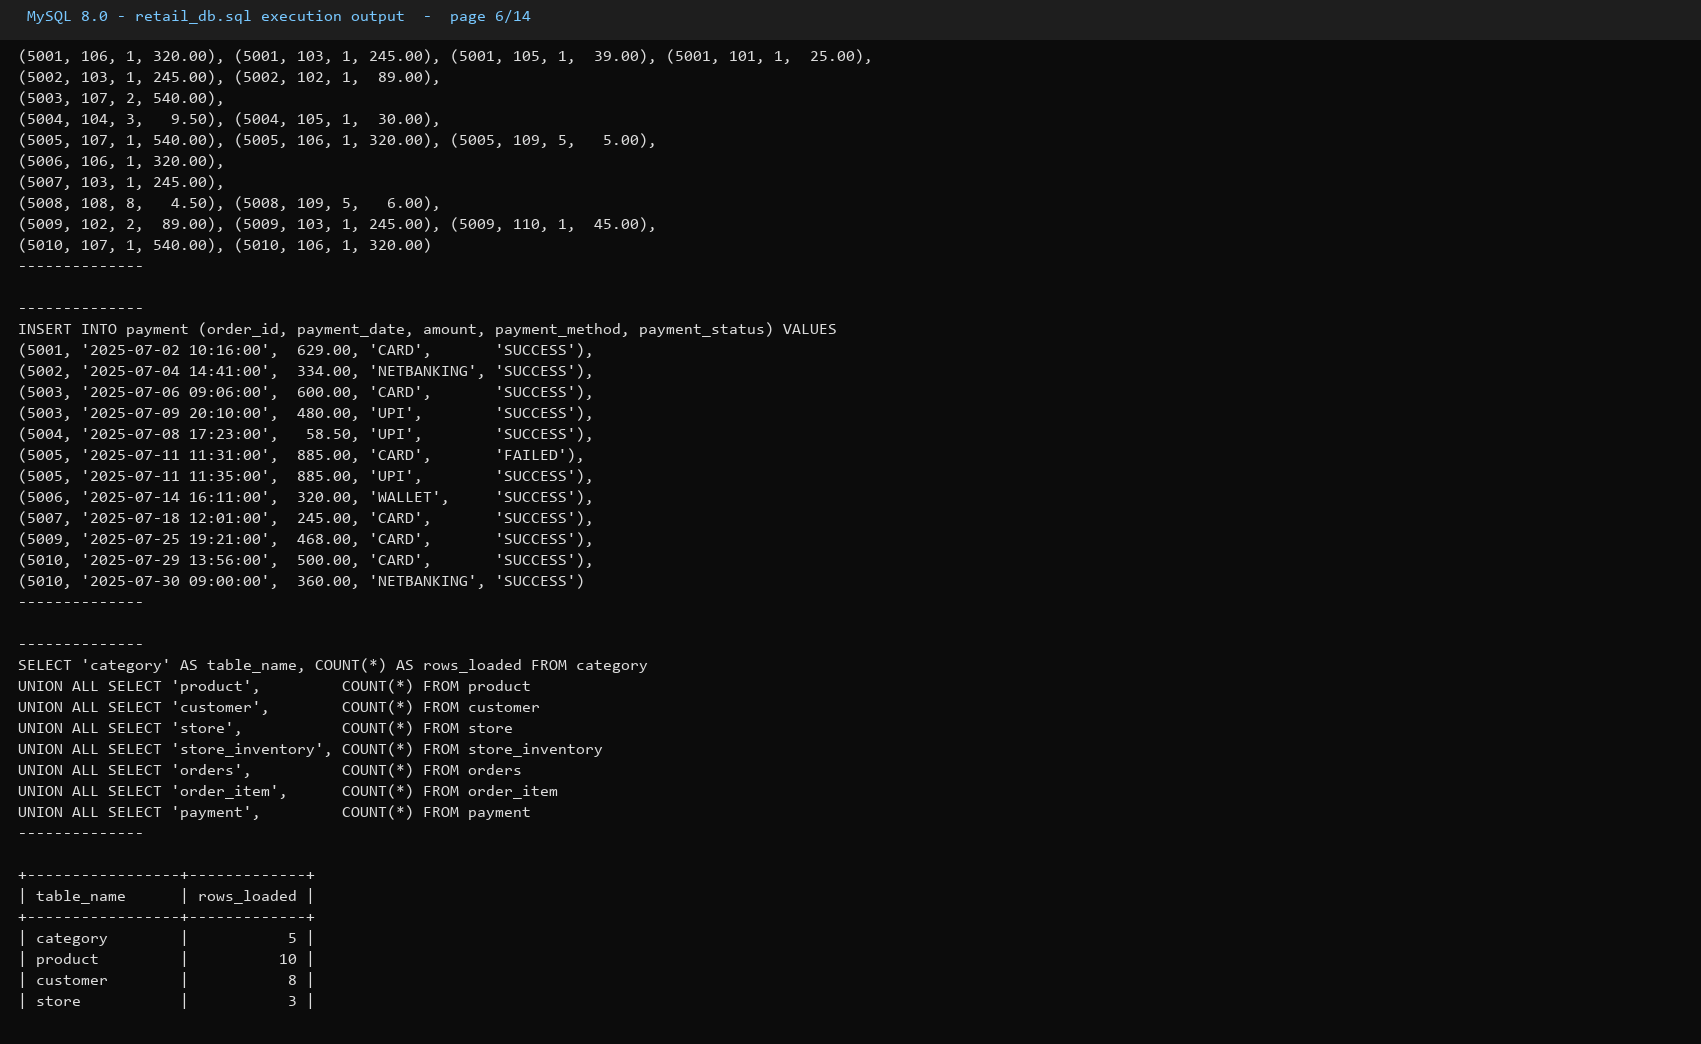 MySQL 8.0 - retail_db.sql execution output  -  page 6/14
(5001, 106, 1, 320.00), (5001, 103, 1, 245.00), (5001, 105, 1,  39.00), (5001, 101, 1,  25.00),
(5002, 103, 1, 245.00), (5002, 102, 1,  89.00),
(5003, 107, 2, 540.00),
(5004, 104, 3,   9.50), (5004, 105, 1,  30.00),
(5005, 107, 1, 540.00), (5005, 106, 1, 320.00), (5005, 109, 5,   5.00),
(5006, 106, 1, 320.00),
(5007, 103, 1, 245.00),
(5008, 108, 8,   4.50), (5008, 109, 5,   6.00),
(5009, 102, 2,  89.00), (5009, 103, 1, 245.00), (5009, 110, 1,  45.00),
(5010, 107, 1, 540.00), (5010, 106, 1, 320.00)
--------------

--------------
INSERT INTO payment (order_id, payment_date, amount, payment_method, payment_status) VALUES
(5001, '2025-07-02 10:16:00',  629.00, 'CARD',       'SUCCESS'),
(5002, '2025-07-04 14:41:00',  334.00, 'NETBANKING', 'SUCCESS'),
(5003, '2025-07-06 09:06:00',  600.00, 'CARD',       'SUCCESS'),
(5003, '2025-07-09 20:10:00',  480.00, 'UPI',        'SUCCESS'),
(5004, '2025-07-08 17:23:00',   58.50, 'UPI',        'SUCCESS'),
(5005, '2025-07-11 11:31:00',  885.00, 'CARD',       'FAILED'),
(5005, '2025-07-11 11:35:00',  885.00, 'UPI',        'SUCCESS'),
(5006, '2025-07-14 16:11:00',  320.00, 'WALLET',     'SUCCESS'),
(5007, '2025-07-18 12:01:00',  245.00, 'CARD',       'SUCCESS'),
(5009, '2025-07-25 19:21:00',  468.00, 'CARD',       'SUCCESS'),
(5010, '2025-07-29 13:56:00',  500.00, 'CARD',       'SUCCESS'),
(5010, '2025-07-30 09:00:00',  360.00, 'NETBANKING', 'SUCCESS')
--------------

--------------
SELECT 'category' AS table_name, COUNT(*) AS rows_loaded FROM category
UNION ALL SELECT 'product',         COUNT(*) FROM product
UNION ALL SELECT 'customer',        COUNT(*) FROM customer
UNION ALL SELECT 'store',           COUNT(*) FROM store
UNION ALL SELECT 'store_inventory', COUNT(*) FROM store_inventory
UNION ALL SELECT 'orders',          COUNT(*) FROM orders
UNION ALL SELECT 'order_item',      COUNT(*) FROM order_item
UNION ALL SELECT 'payment',         COUNT(*) FROM payment
--------------

+-----------------+-------------+
| table_name      | rows_loaded |
+-----------------+-------------+
| category        |           5 |
| product         |          10 |
| customer        |           8 |
| store           |           3 |